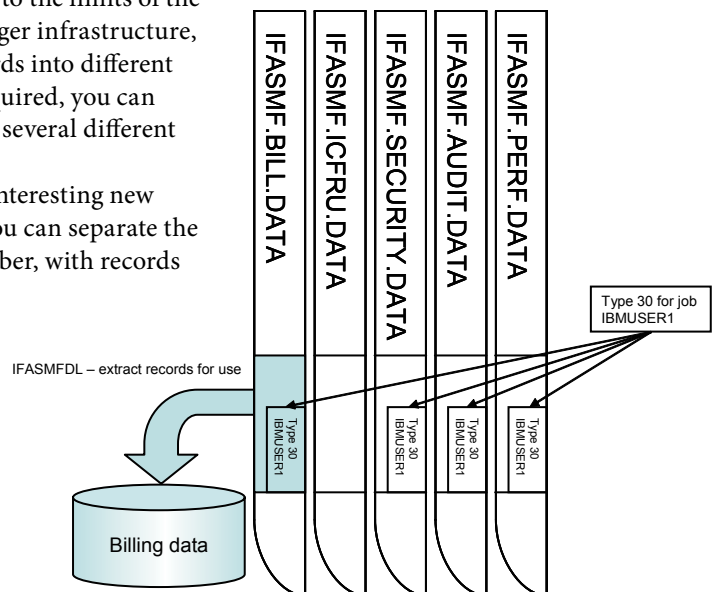 to the limits of the
ger infrastructure,
rds into different
quired, you can
several different
nteresting new
ou can separate the
ber, with records
IFASMF.BILL.DATA
IFASMF.ICFRU.DATA
IFASMF.SECURITY.DATA
IFASMF.AUDIT.DATA
IFASMF.PERF.DATA
Type 30 for job
IBMUSER1
IFASMFDL – extract records for use
Type 30
IBMUSER1
Type 30
IBMUSER1
Type 30
IBMUSER1
Type 30
IBMUSER1
Billing data